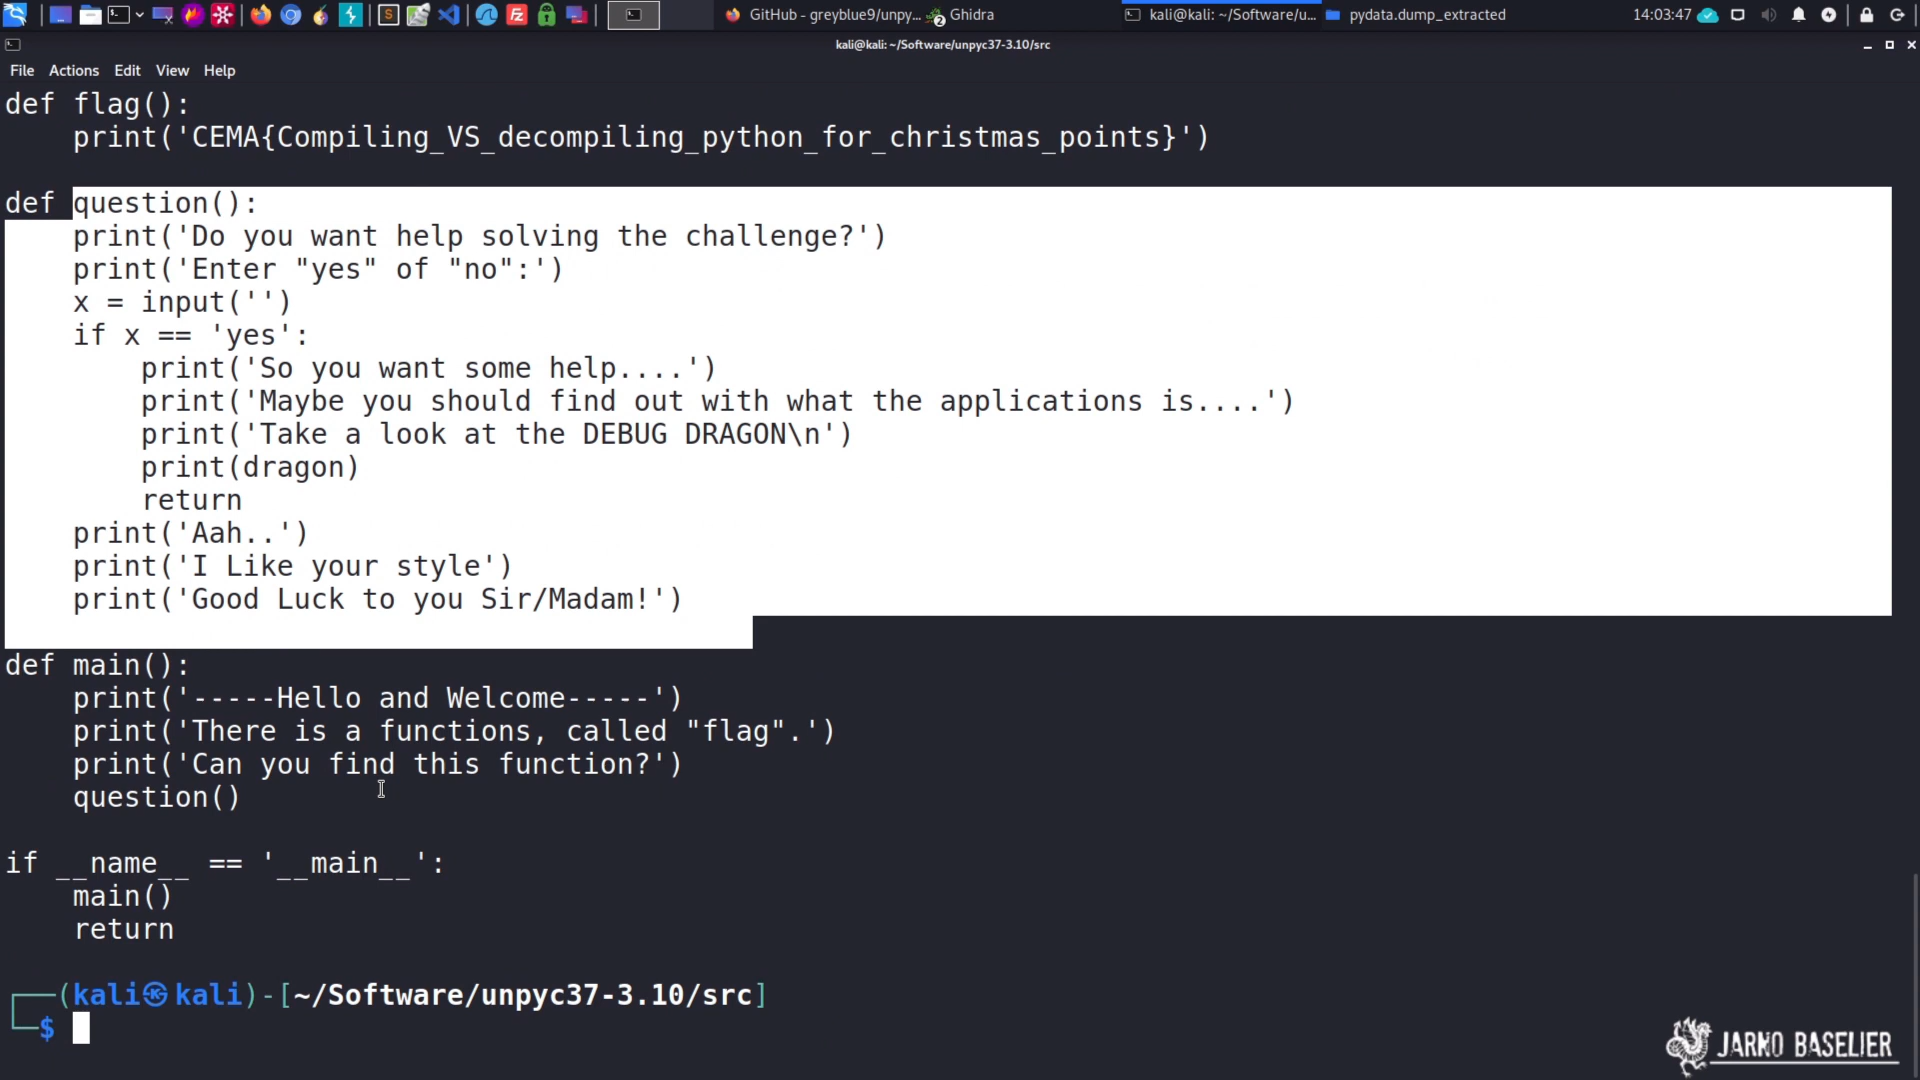 GitHub - greyblue9/unpy...
2
Ghidra
kali@kali: ~/Software/u...
pydata.dump_extracted
14:03:47
kali@kali: ~/Software/unpyc37-3.10/src
File Actions Edit View Help
def flag():
    print('CEMA{Compiling_VS_decompiling_python_for_christmas_points}')
def question():
    print('Do you want help solving the challenge?')
    print('Enter "yes" of "no":')
    x = input('')
    if x == 'yes':
        print('So you want some help....')
        print('Maybe you should find out with what the applications is....')
        print('Take a look at the DEBUG DRAGON\n')
        print(dragon)
        return
    print('Aah..')
    print('I Like your style')
    print('Good Luck to you Sir/Madam!')
def main():
    print('-----Hello and Welcome-----')
    print('There is a functions, called "flag".')
    print('Can you find this function?')
    question()
if __name__ == '__main__':
    main()
    return
(kali㉿kali)-[~/Software/unpyc37-3.10/src]
$
JARNO BASELIER